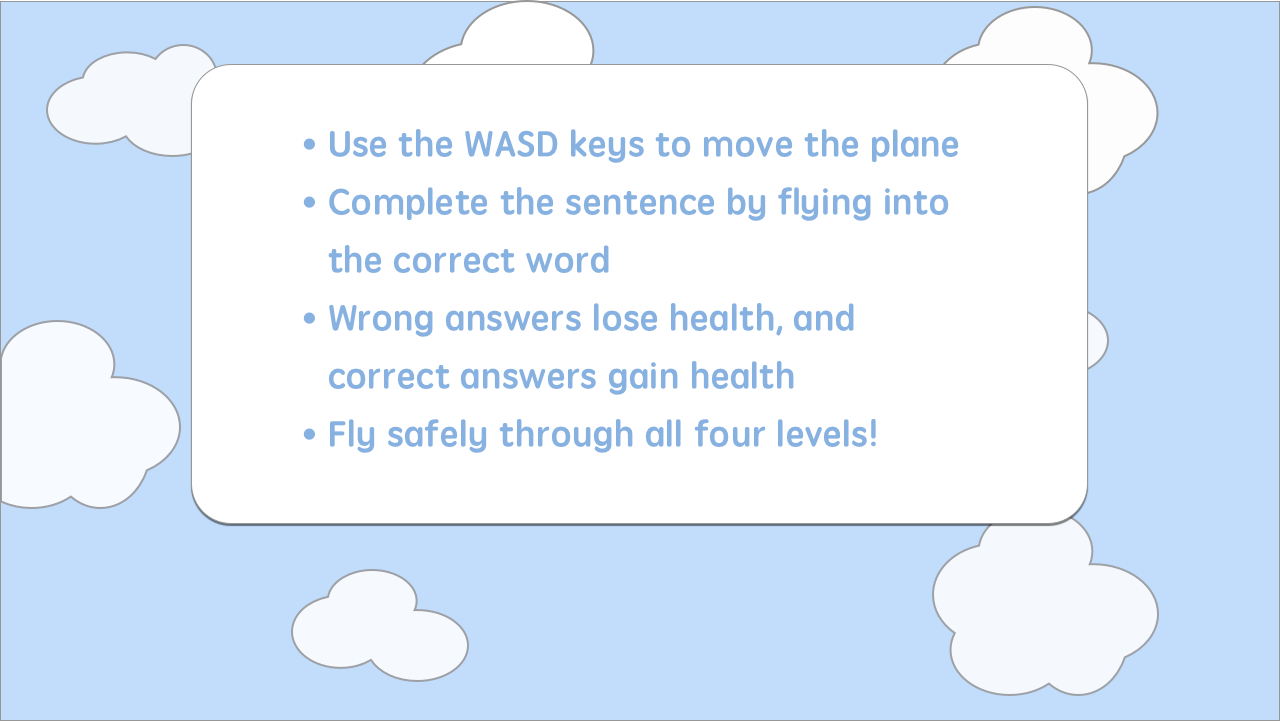 • Use the WASD keys to move the plane
• Complete the sentence by flying into
the correct word
• Wrong answers lose health, and
correct answers gain health
• Fly safely through all four levels!